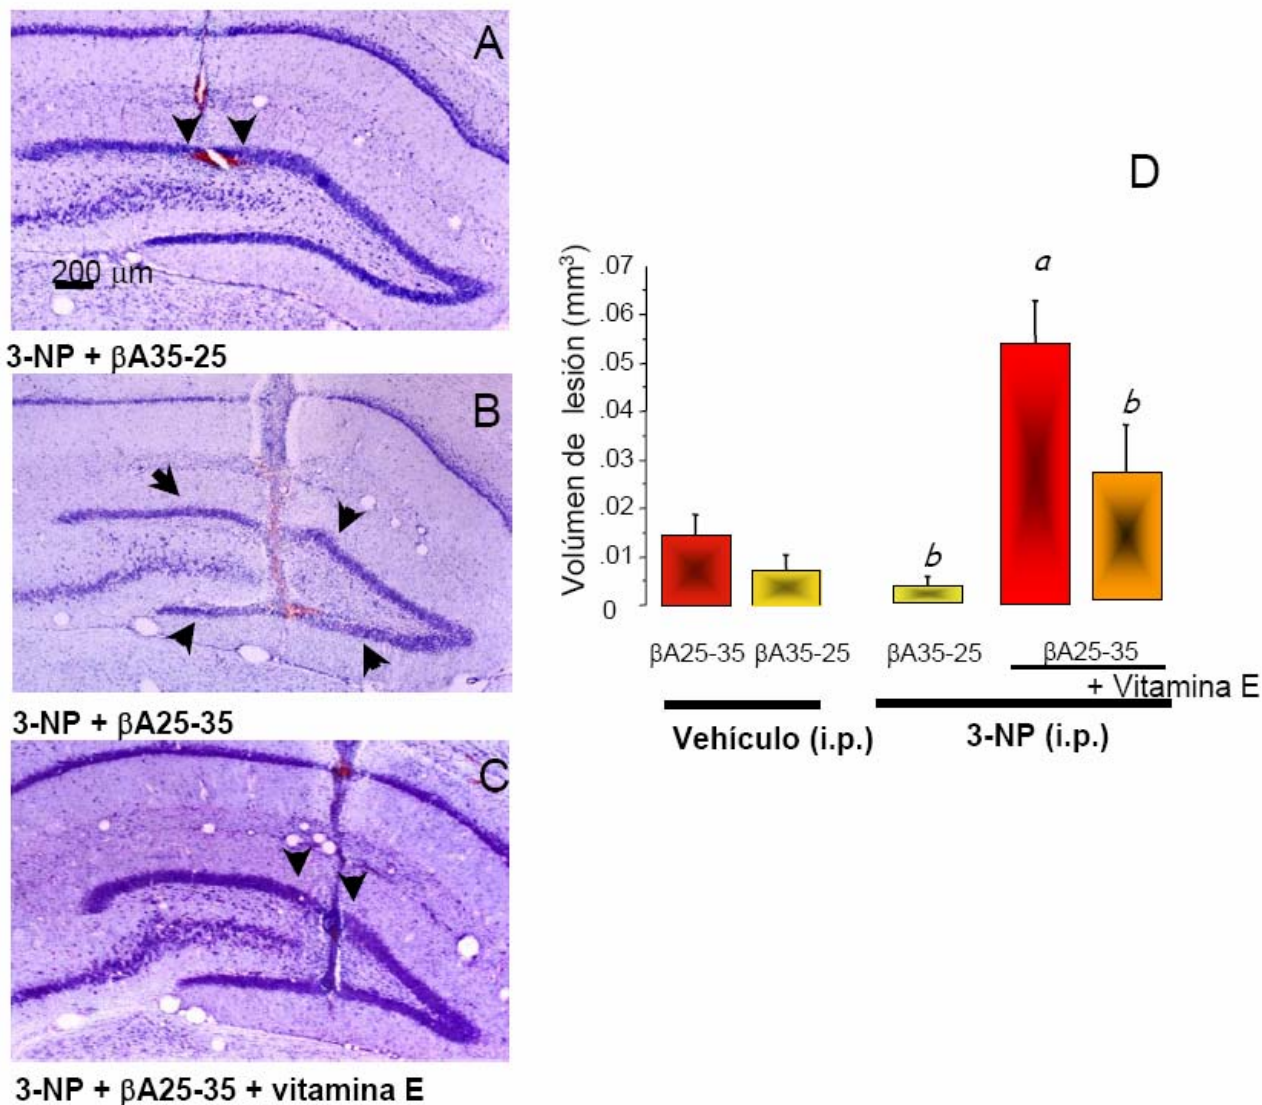 A
200 μm
3-NP + βA35-25
B
3-NP + βA25-35
C
3-NP + βA25-35 + vitamina E
D
Volúmen de lesión (mm³)
.07
.06
.05
.04
.03
.02
.01
0
a
b
b
βA25-35 βA35-25 βA35-25 βA25-35
+ Vitamina E
Vehículo (i.p.) 3-NP (i.p.)